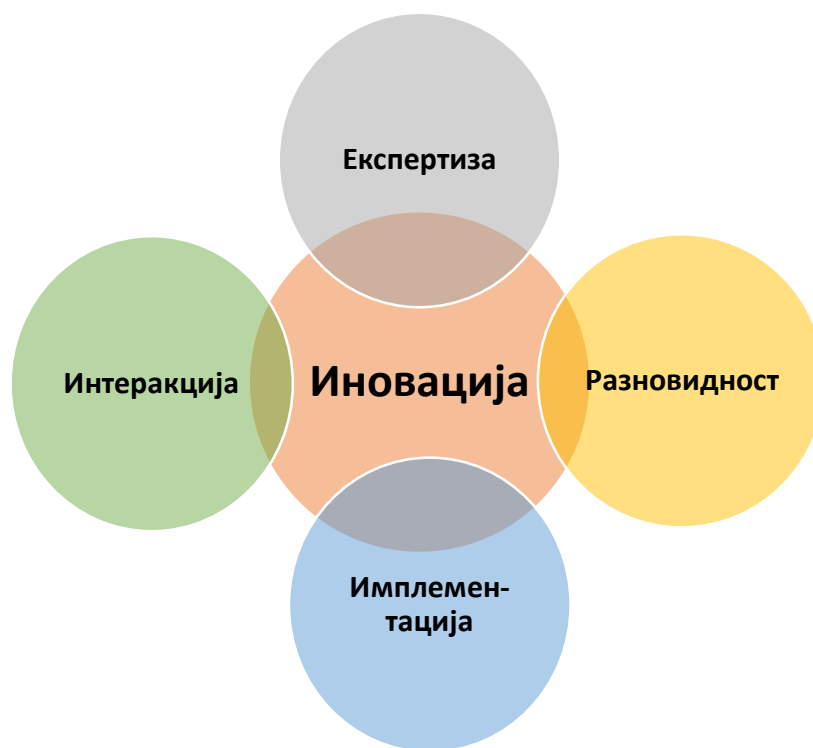 Експертиза
Интеракција
Иновација
Разновидност
Имплемен-
тација